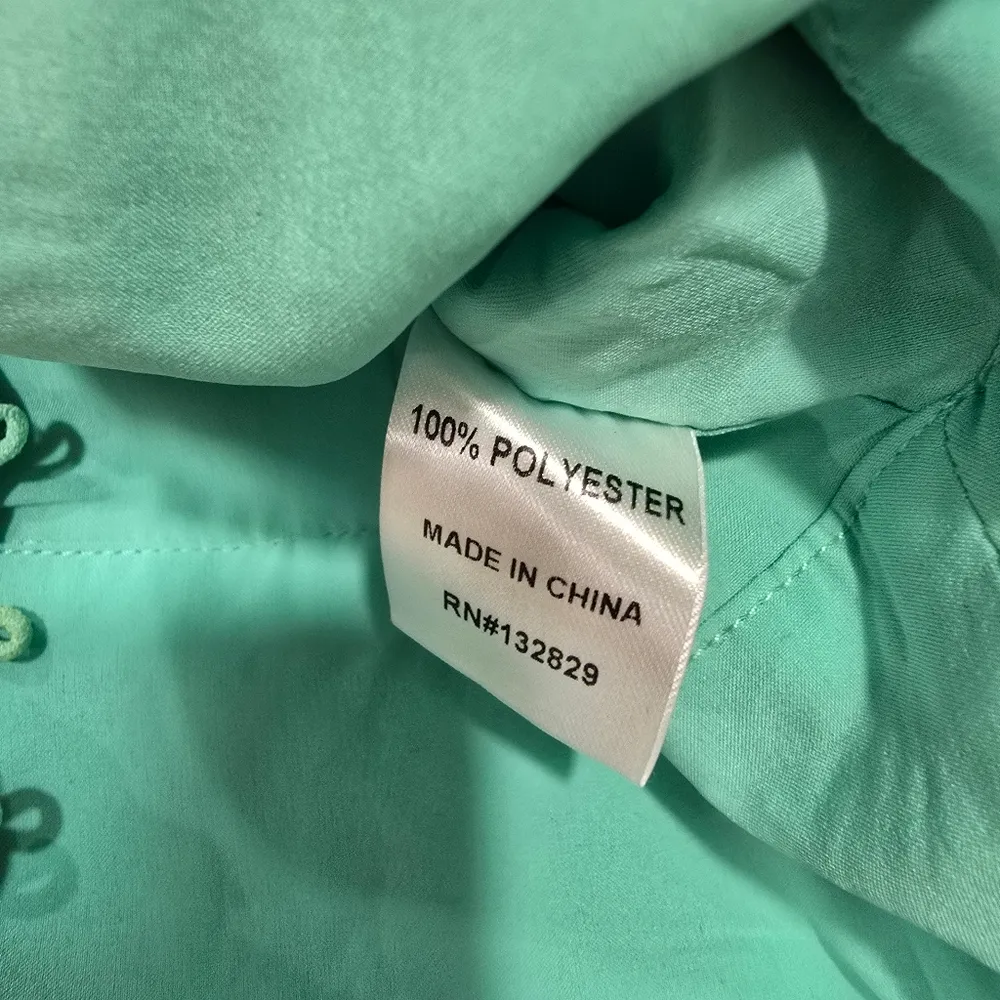 100% POLYESTER
MADE IN CHINA
RN#132829